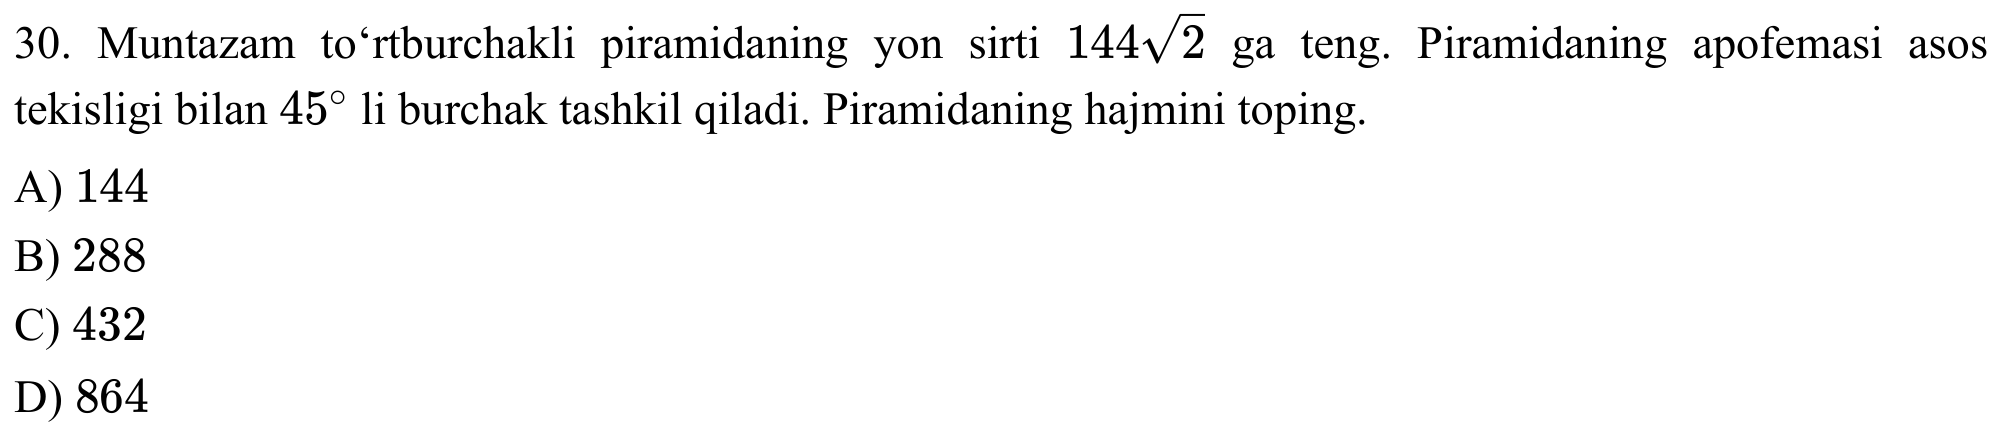 30. Muntazam to‘rtburchakli piramidaning yon sirti 144√2 ga teng. Piramidaning apofemasi asos
tekisligi bilan 45° li burchak tashkil qiladi. Piramidaning hajmini toping.
A) 144
B) 288
C) 432
D) 864